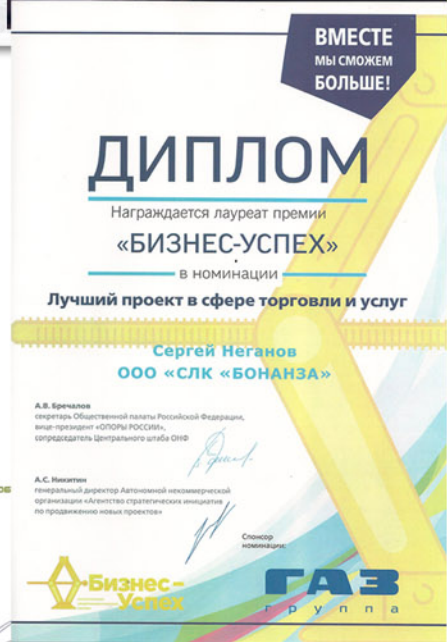 ВМЕСТЕ
МЫ СМОЖЕМ
БОЛЬШЕ!
ДИПЛОМ
Награждается лауреат премии
«БИЗНЕС-УСПЕХ»
в номинации
Лучший проект в сфере торговли и услуг
Сергей Неганов
ООО «СЛК «БОНАНЗА»
А.В. Бречалов
секретарь Общественной палаты Российской Федерации,
вице-президент «ОПОРЫ РОССИИ»,
сопредседатель Центрального штаба ОНФ
А.С. Никитин
генеральный директор Автономной некоммерческой
организации «Агентство стратегических инициатив
по продвижению новых проектов»
Спонсор
номинации:
Бизнес-
Успех
ГАЗ
группа